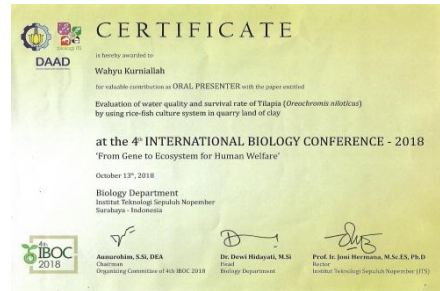 CERTIFICATE
is hereby awarded to
Wahyu Kurniallah
for valuable contribution as ORAL PRESENTER with the paper entitled
Evaluation of water quality and survival rate of Tilapia (Oreochromis niloticus)
by using rice-fish culture system in quarry land of clay
at the 4th INTERNATIONAL BIOLOGY CONFERENCE - 2018
'From Gene to Ecosystem for Human Welfare'
October 13th, 2018
Biology Department
Institut Teknologi Sepuluh Nopember
Surabaya - Indonesia
DAAD
Biologi ITS
4th
IBOC
2018
Aunurohim, S.Si, DEA
Chairman
Organizing Committee of 4th IBOC 2018
Dr. Dewi Hidayati, M.Si
Head
Biology Department
Prof. Ir. Joni Hermana, M.Sc.ES, Ph.D
Rector
Institut Teknologi Sepuluh Nopember (ITS)